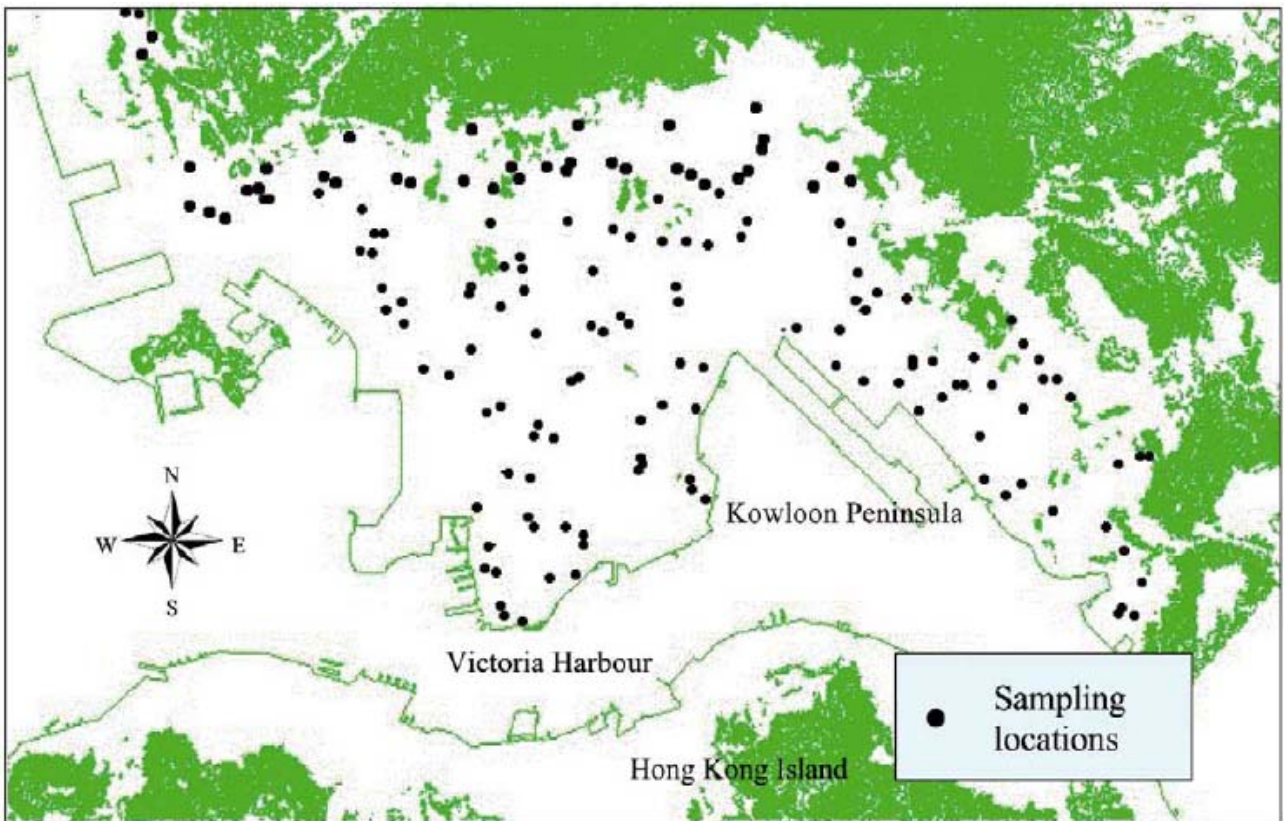 N
W E
S
Kowloon Peninsula
Victoria Harbour
Hong Kong Island
Sampling
locations